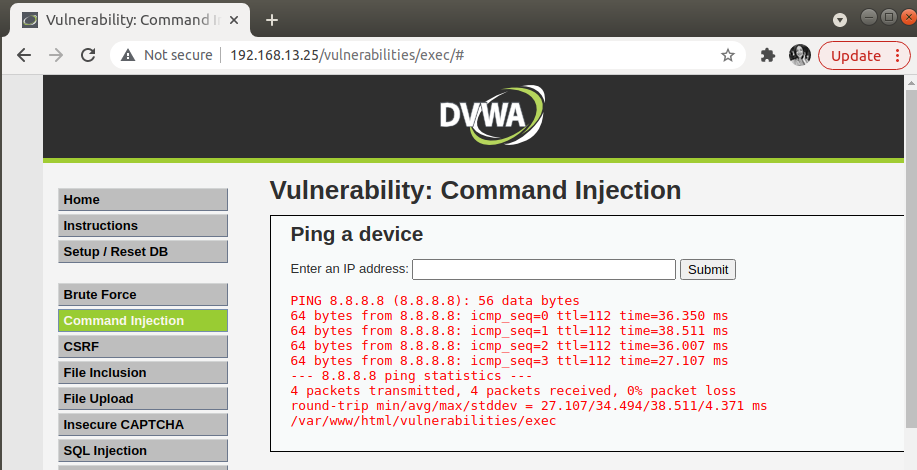 Vulnerability: Command I
Not secure
192.168.13.25/vulnerabilities/exec/#
Update
DVWA
Home
Instructions
Setup / Reset DB
Brute Force
Command Injection
CSRF
File Inclusion
File Upload
Insecure CAPTCHA
SQL Injection
Vulnerability: Command Injection
Ping a device
Enter an IP address:
Submit
PING 8.8.8.8 (8.8.8.8): 56 data bytes
64 bytes from 8.8.8.8: icmp_seq=0 ttl=112 time=36.350 ms
64 bytes from 8.8.8.8: icmp_seq=1 ttl=112 time=38.511 ms
64 bytes from 8.8.8.8: icmp_seq=2 ttl=112 time=36.007 ms
64 bytes from 8.8.8.8: icmp_seq=3 ttl=112 time=27.107 ms
--- 8.8.8.8 ping statistics ---
4 packets transmitted, 4 packets received, 0% packet loss
round-trip min/avg/max/stddev = 27.107/34.494/38.511/4.371 ms
/var/www/html/vulnerabilities/exec